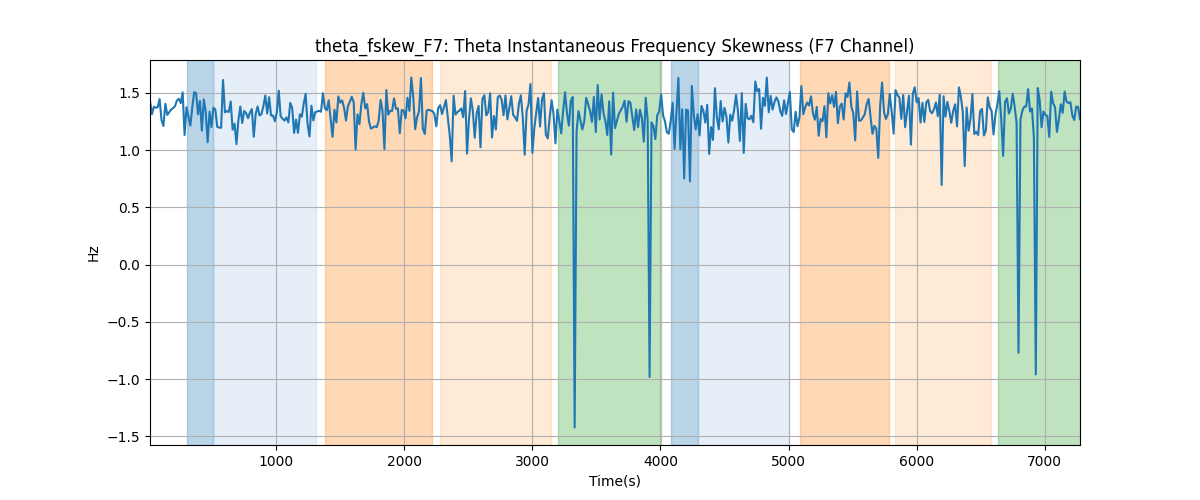 theta_fskew_F7: Theta Instantaneous Frequency Skewness (F7 Channel)
1.5
1.0
0.5
0.0
−0.5
−1.0
−1.5
Hz
1000 2000 3000 4000 5000 6000 7000
Time(s)